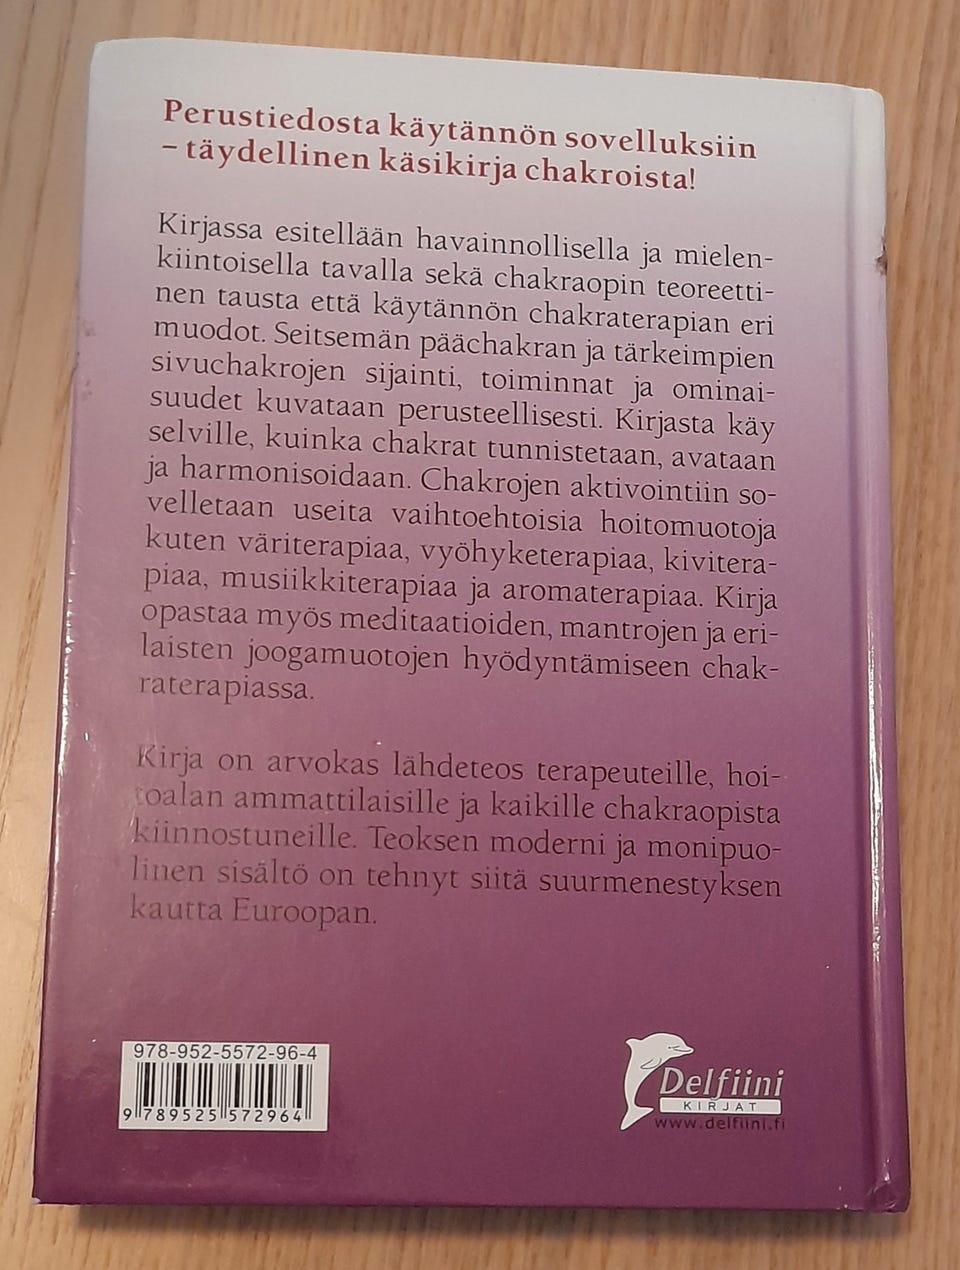 Perustiedosta käytännön sovelluksiin
– täydellinen käsikirja chakroista!
Kirjassa esitellään havainnollisella ja mielen-
kiintoisella tavalla sekä chakraopin teoreetti-
nen tausta että käytännön chakraterapian eri
muodot. Seitsemän päächakran ja tärkeimpien
sivuchakrojen sijainti, toiminnat ja ominai-
suudet kuvataan perusteellisesti. Kirjasta käy
selville, kuinka chakrat tunnistetaan, avataan
ja harmonisoidaan. Chakrojen aktivointiin so-
velletaan useita vaihtoehtoisia hoitomuotoja
kuten väriterapiaa, vyöhyketerapiaa, kivitera-
piaa, musiikkiterapiaa ja aromaterapiaa. Kirja
opastaa myös meditaatioiden, mantrojen ja eri-
laisten joogamuotojen hyödyntämiseen chak-
raterapiassa.
Kirja on arvokas lähdeteos terapeuteille, hoi-
toalan ammattilaisille ja kaikille chakraopista
kiinnostuneille. Teoksen moderni ja monipuo-
linen sisältö on tehnyt siitä suurmenestyksen
kautta Euroopan.
978-952-5572-96-4
9 789525 572964
Delfiini
KIRJAT
www.delfiini.fi